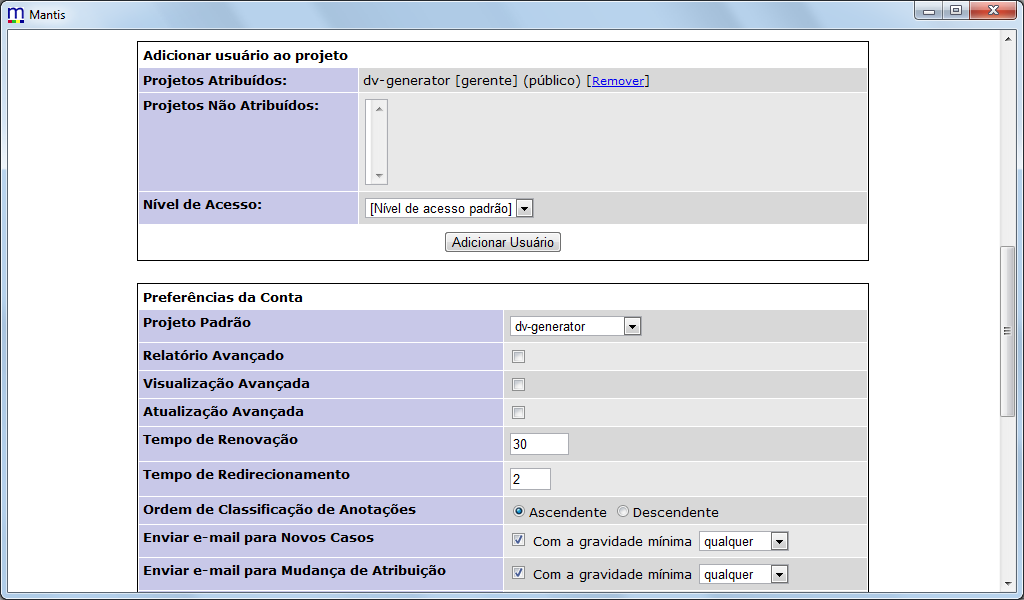 Mantis
Adicionar usuário ao projeto
Projetos Atribuídos: dv-generator [gerente] (público) [Remover]
Projetos Não Atribuídos:
Nível de Acesso: [Nível de acesso padrão]
Adicionar Usuário
Preferências da Conta
Projeto Padrão dv-generator
Relatório Avançado
Visualização Avançada
Atualização Avançada
Tempo de Renovação 30
Tempo de Redirecionamento 2
Ordem de Classificação de Anotações Ascendente Descendente
Enviar e-mail para Novos Casos Com a gravidade mínima qualquer
Enviar e-mail para Mudança de Atribuição Com a gravidade mínima qualquer